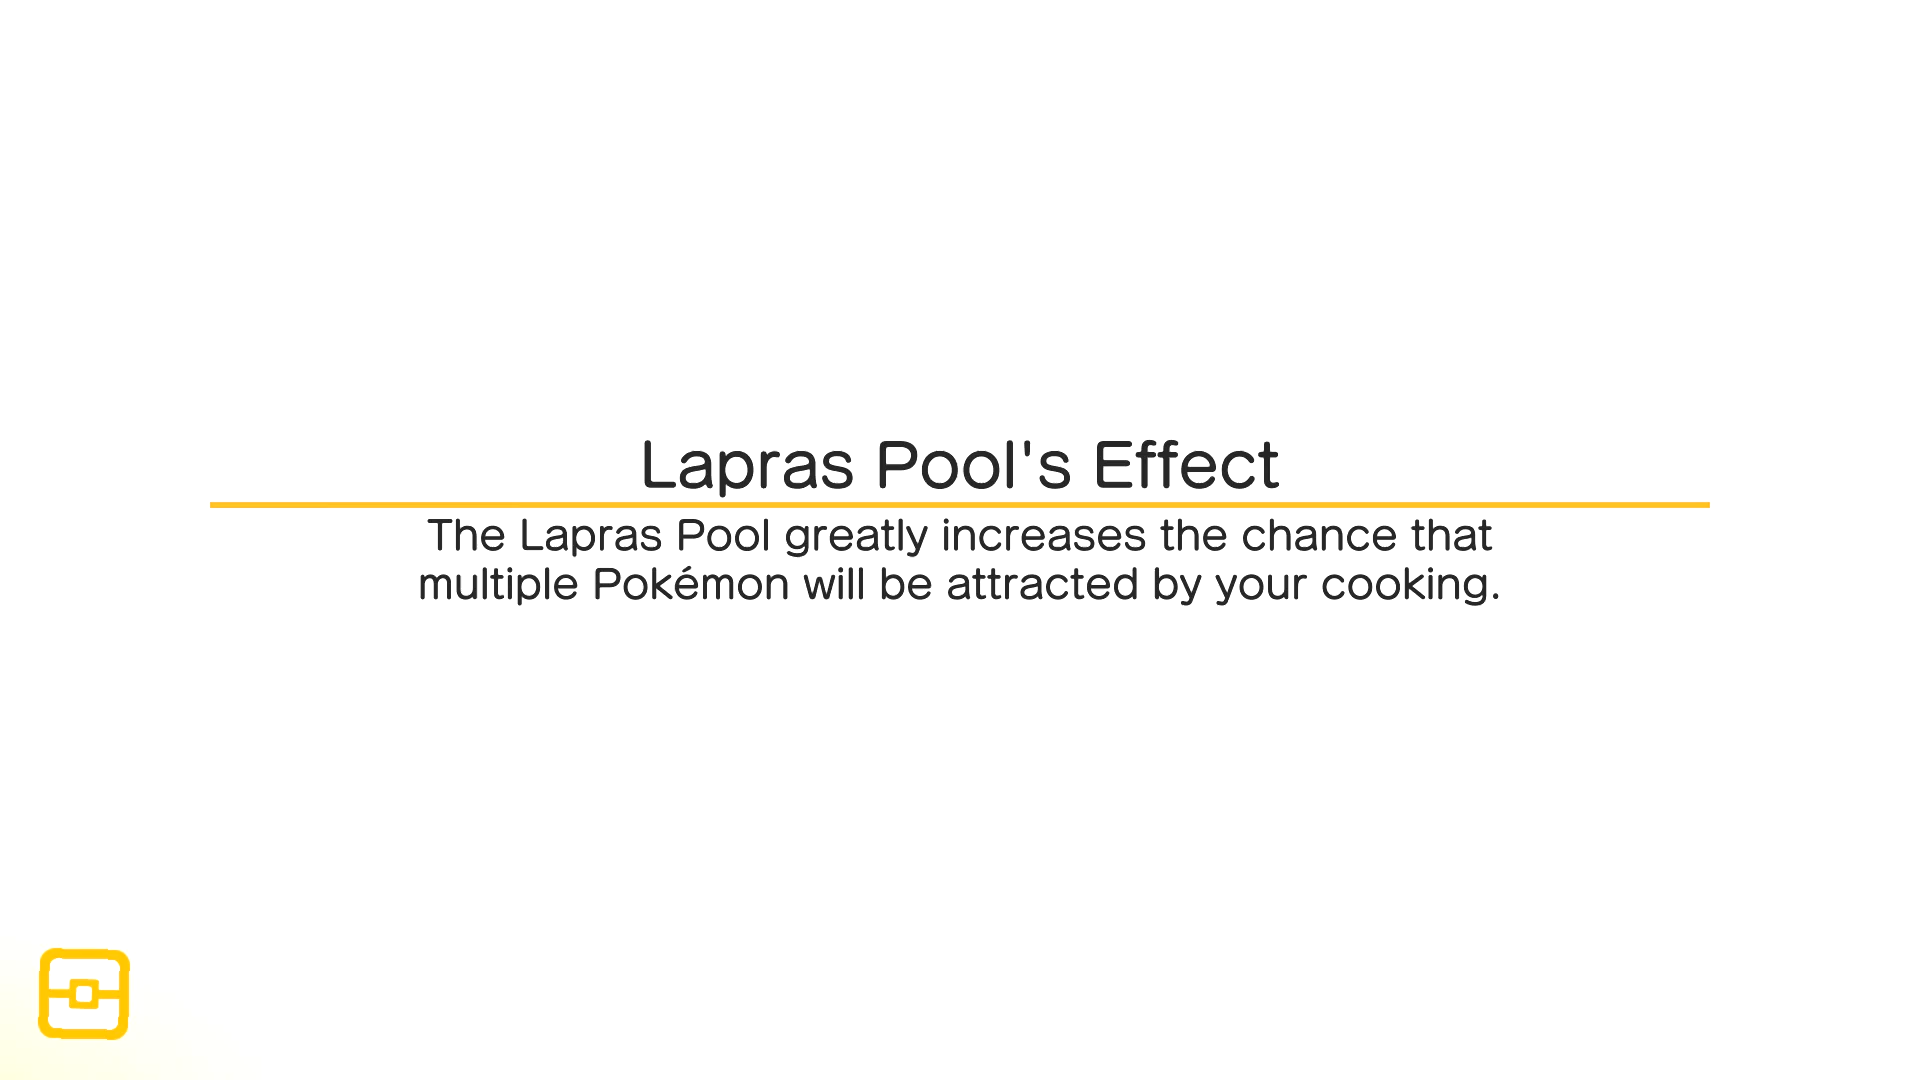 Lapras Pool's Effect
The Lapras Pool greatly increases the chance that
multiple Pokémon will be attracted by your cooking.